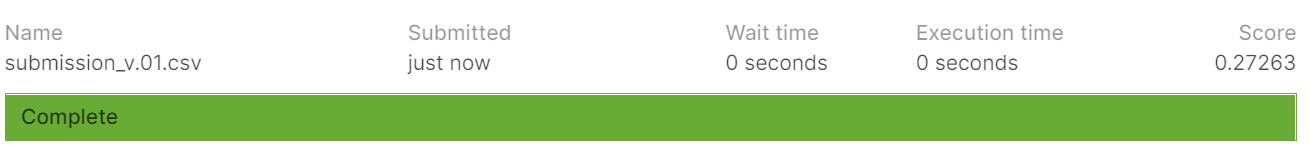 Name Submitted Wait time Execution time Score
submission_v.01.csv just now 0 seconds 0 seconds 0.27263
Complete